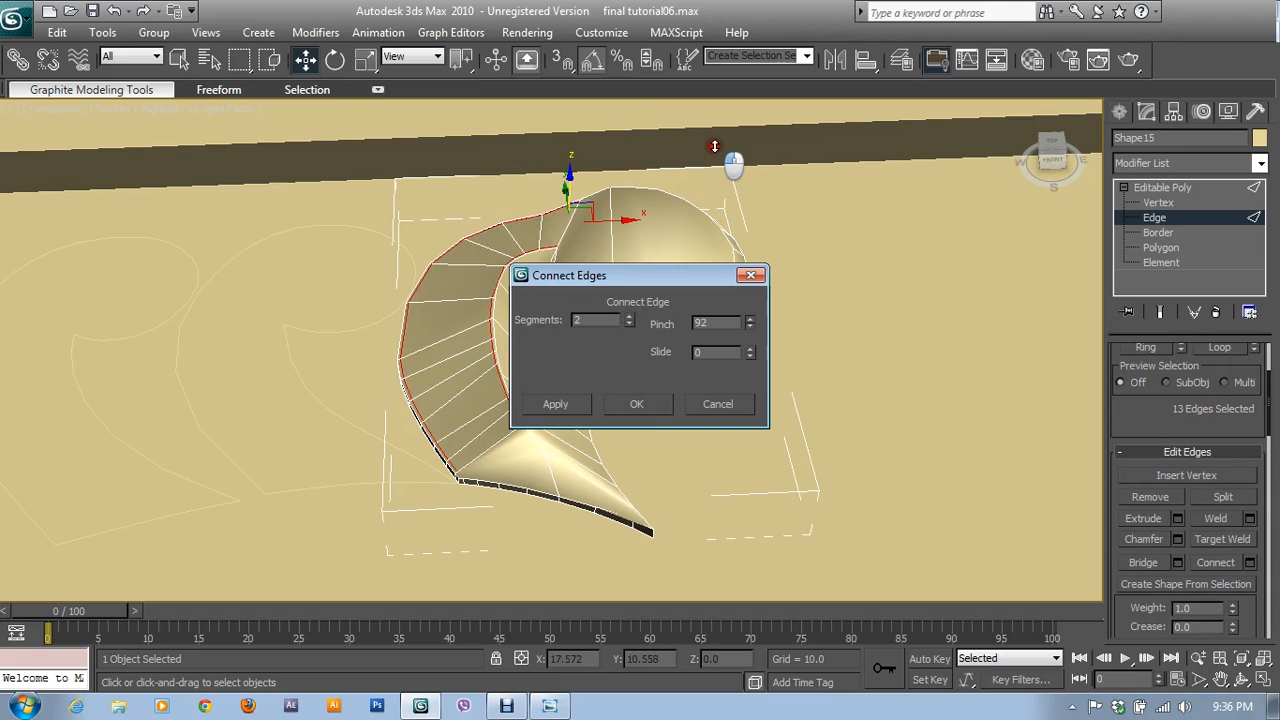 Autodesk 3ds Max 2010 - Unregistered Version final tutorial06.max
Type a keyword or phrase
Edit Tools Group Views Create Modifiers Animation Graph Editors Rendering Customize MAXScript Help
All View Create Selection Se
Graphite Modeling Tools Freeform Selection
TOP
FRONT
W E
S
Shape15
Modifier List
Editable Poly
Vertex
Edge
Border
Polygon
Element
z
x
Connect Edges
Connect Edge
Segments: 2 Pinch 92
Slide 0
Apply OK Cancel
Ring Loop
Preview Selection
Off SubObj Multi
13 Edges Selected
- Edit Edges
Insert Vertex
Remove Split
Extrude Weld
Chamfer Target Weld
Bridge Connect
Create Shape From Selection
Weight: 1.0
Crease: 0.0
< 0 / 100 >
0 5 10 15 20 25 30 35 40 45 50 55 60 65 70 75 80 85 90 95 100
1 Object Selected X: 17.572 Y: 10.558 Z: 0.0 Grid = 10.0 Auto Key Selected
Welcome to M Click or click-and-drag to select objects Add Time Tag Set Key Key Filters... 0
Ae Ai Ps 9:36 PM